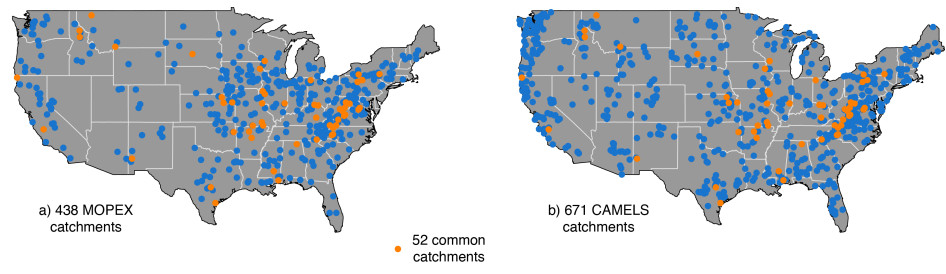 a) 438 MOPEX
catchments
b) 671 CAMELS
catchments
52 common
catchments